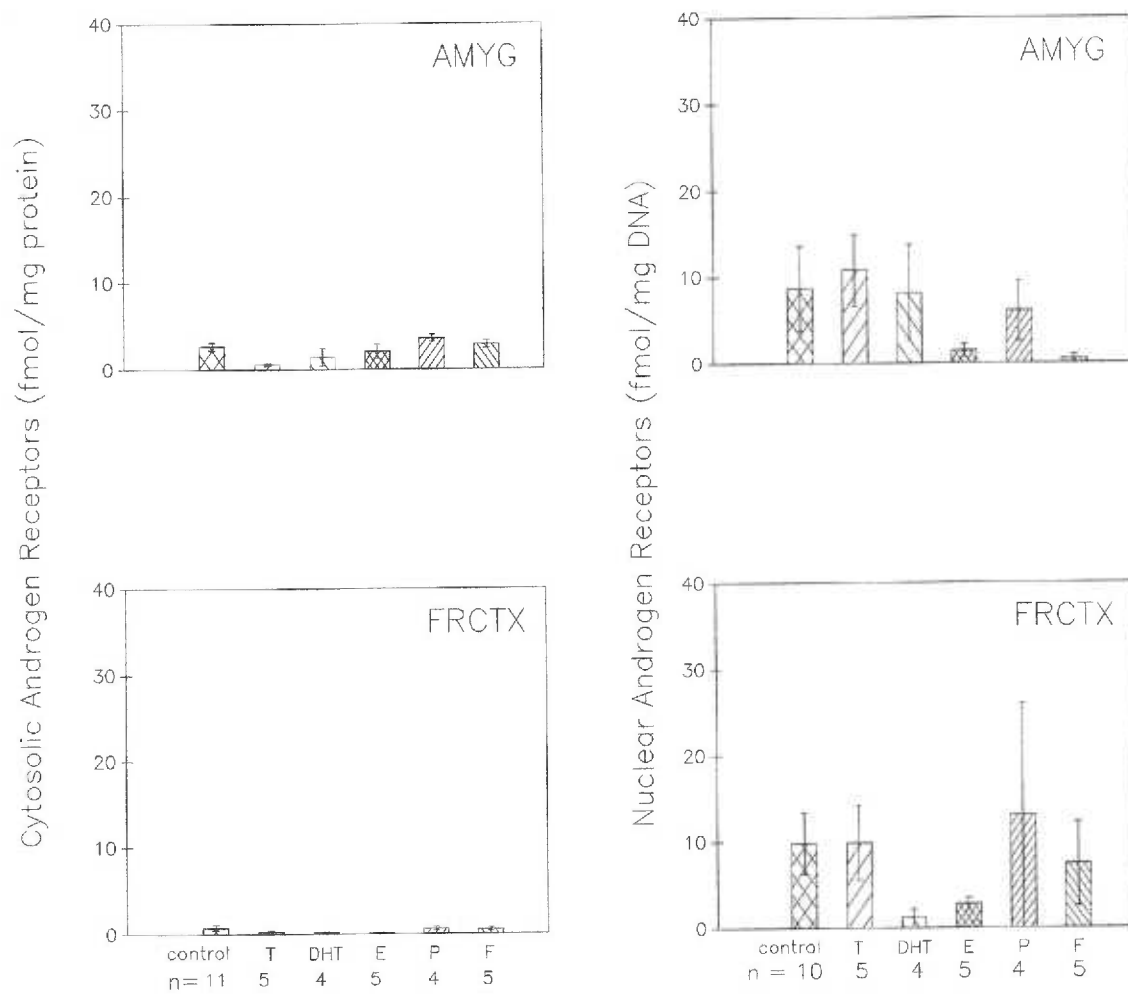 Cytosolic Androgen Receptors (fmol/mg protein)
40
30
20
10
0
AMYG
40
30
20
10
0
FRCTX
control T DHT E P F
n= 11 5 4 5 4 5
Nuclear Androgen Receptors (fmol/mg DNA)
40
30
20
10
0
AMYG
40
30
20
10
0
FRCTX
control T DHT E P F
n = 10 5 4 5 4 5